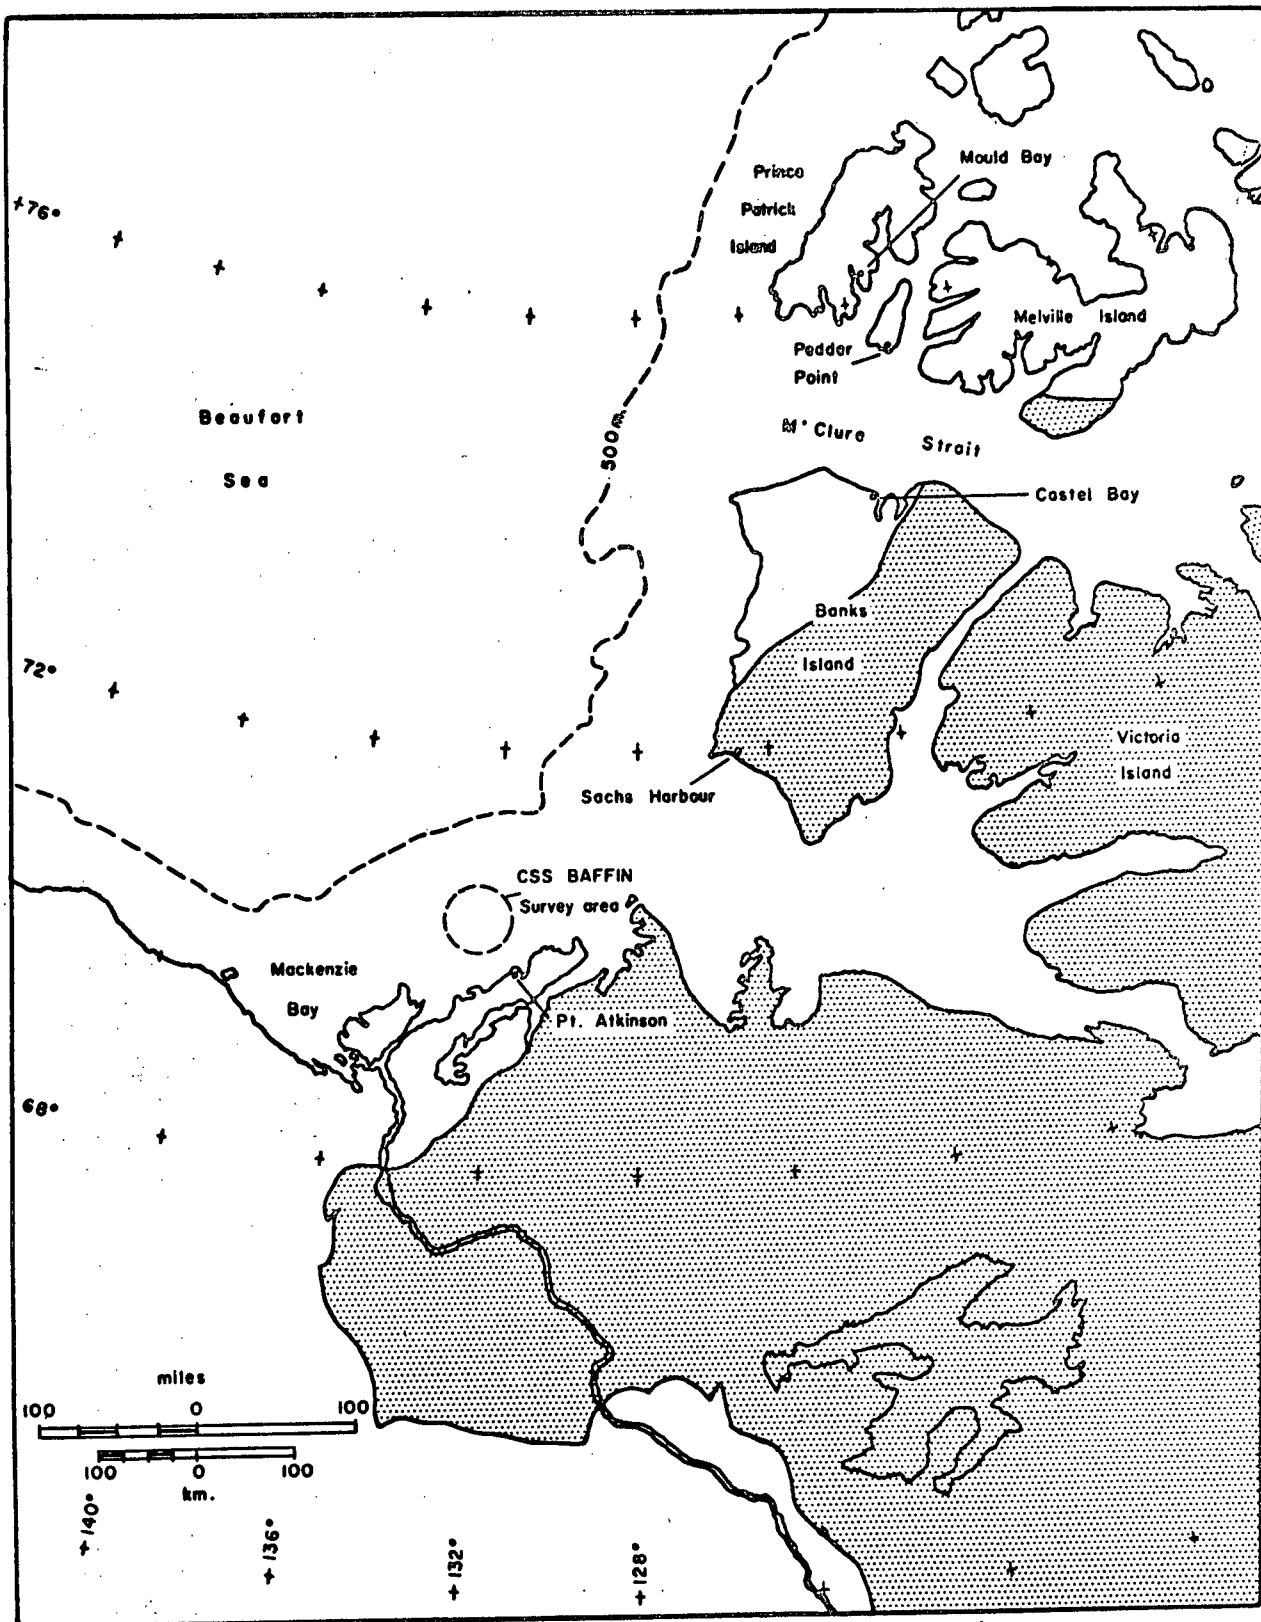 Mould Bay
Prince
Patrick
Island
+76°
Melville Island
Pedder
Point
Beaufort
Sea
500m.
M'Clure Strait
Castel Bay
Banks
Island
72°
Victoria
Island
Sachs Harbour
CSS BAFFIN
Survey area
Mackenzie
Bay
Pt. Atkinson
68°
miles
100 0 100
100 0 100
km.
+140°
+136°
+132°
+128°